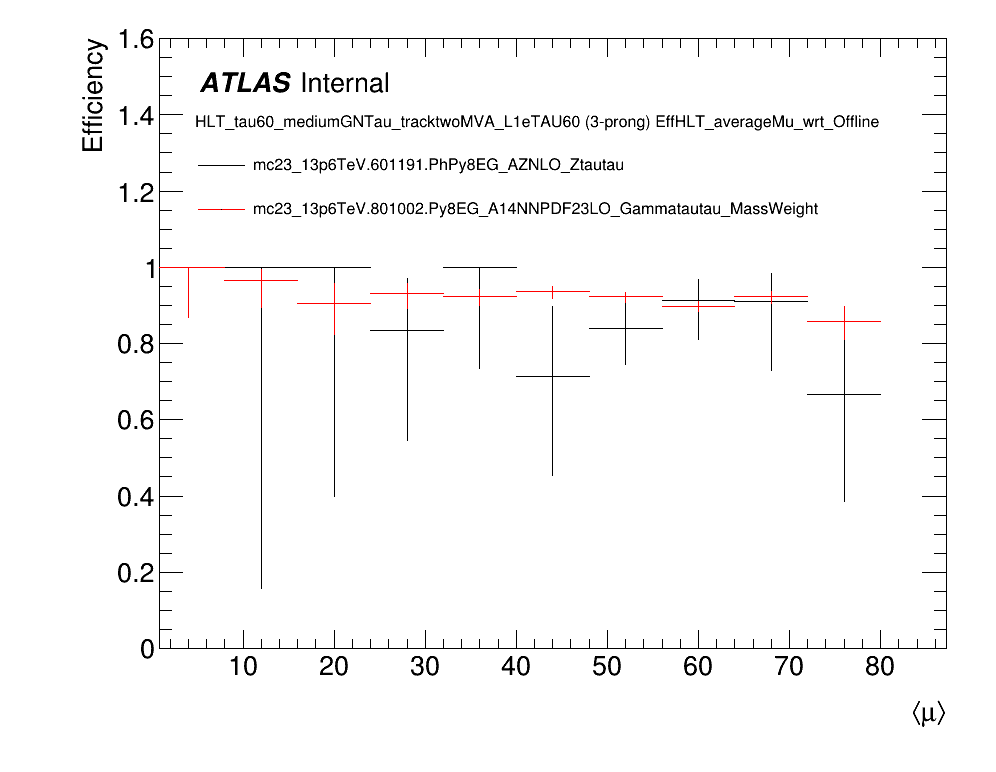 Efficiency
1.6
1.4
1.2
1
0.8
0.6
0.4
0.2
0
ATLAS Internal
HLT_tau60_mediumGNTau_tracktwoMVA_L1eTAU60 (3-prong) EffHLT_averageMu_wrt_Offline
mc23_13p6TeV.601191.PhPy8EG_AZNLO_Ztautau
mc23_13p6TeV.801002.Py8EG_A14NNPDF23LO_Gammatautau_MassWeight
10 20 30 40 50 60 70 80
⟨μ⟩